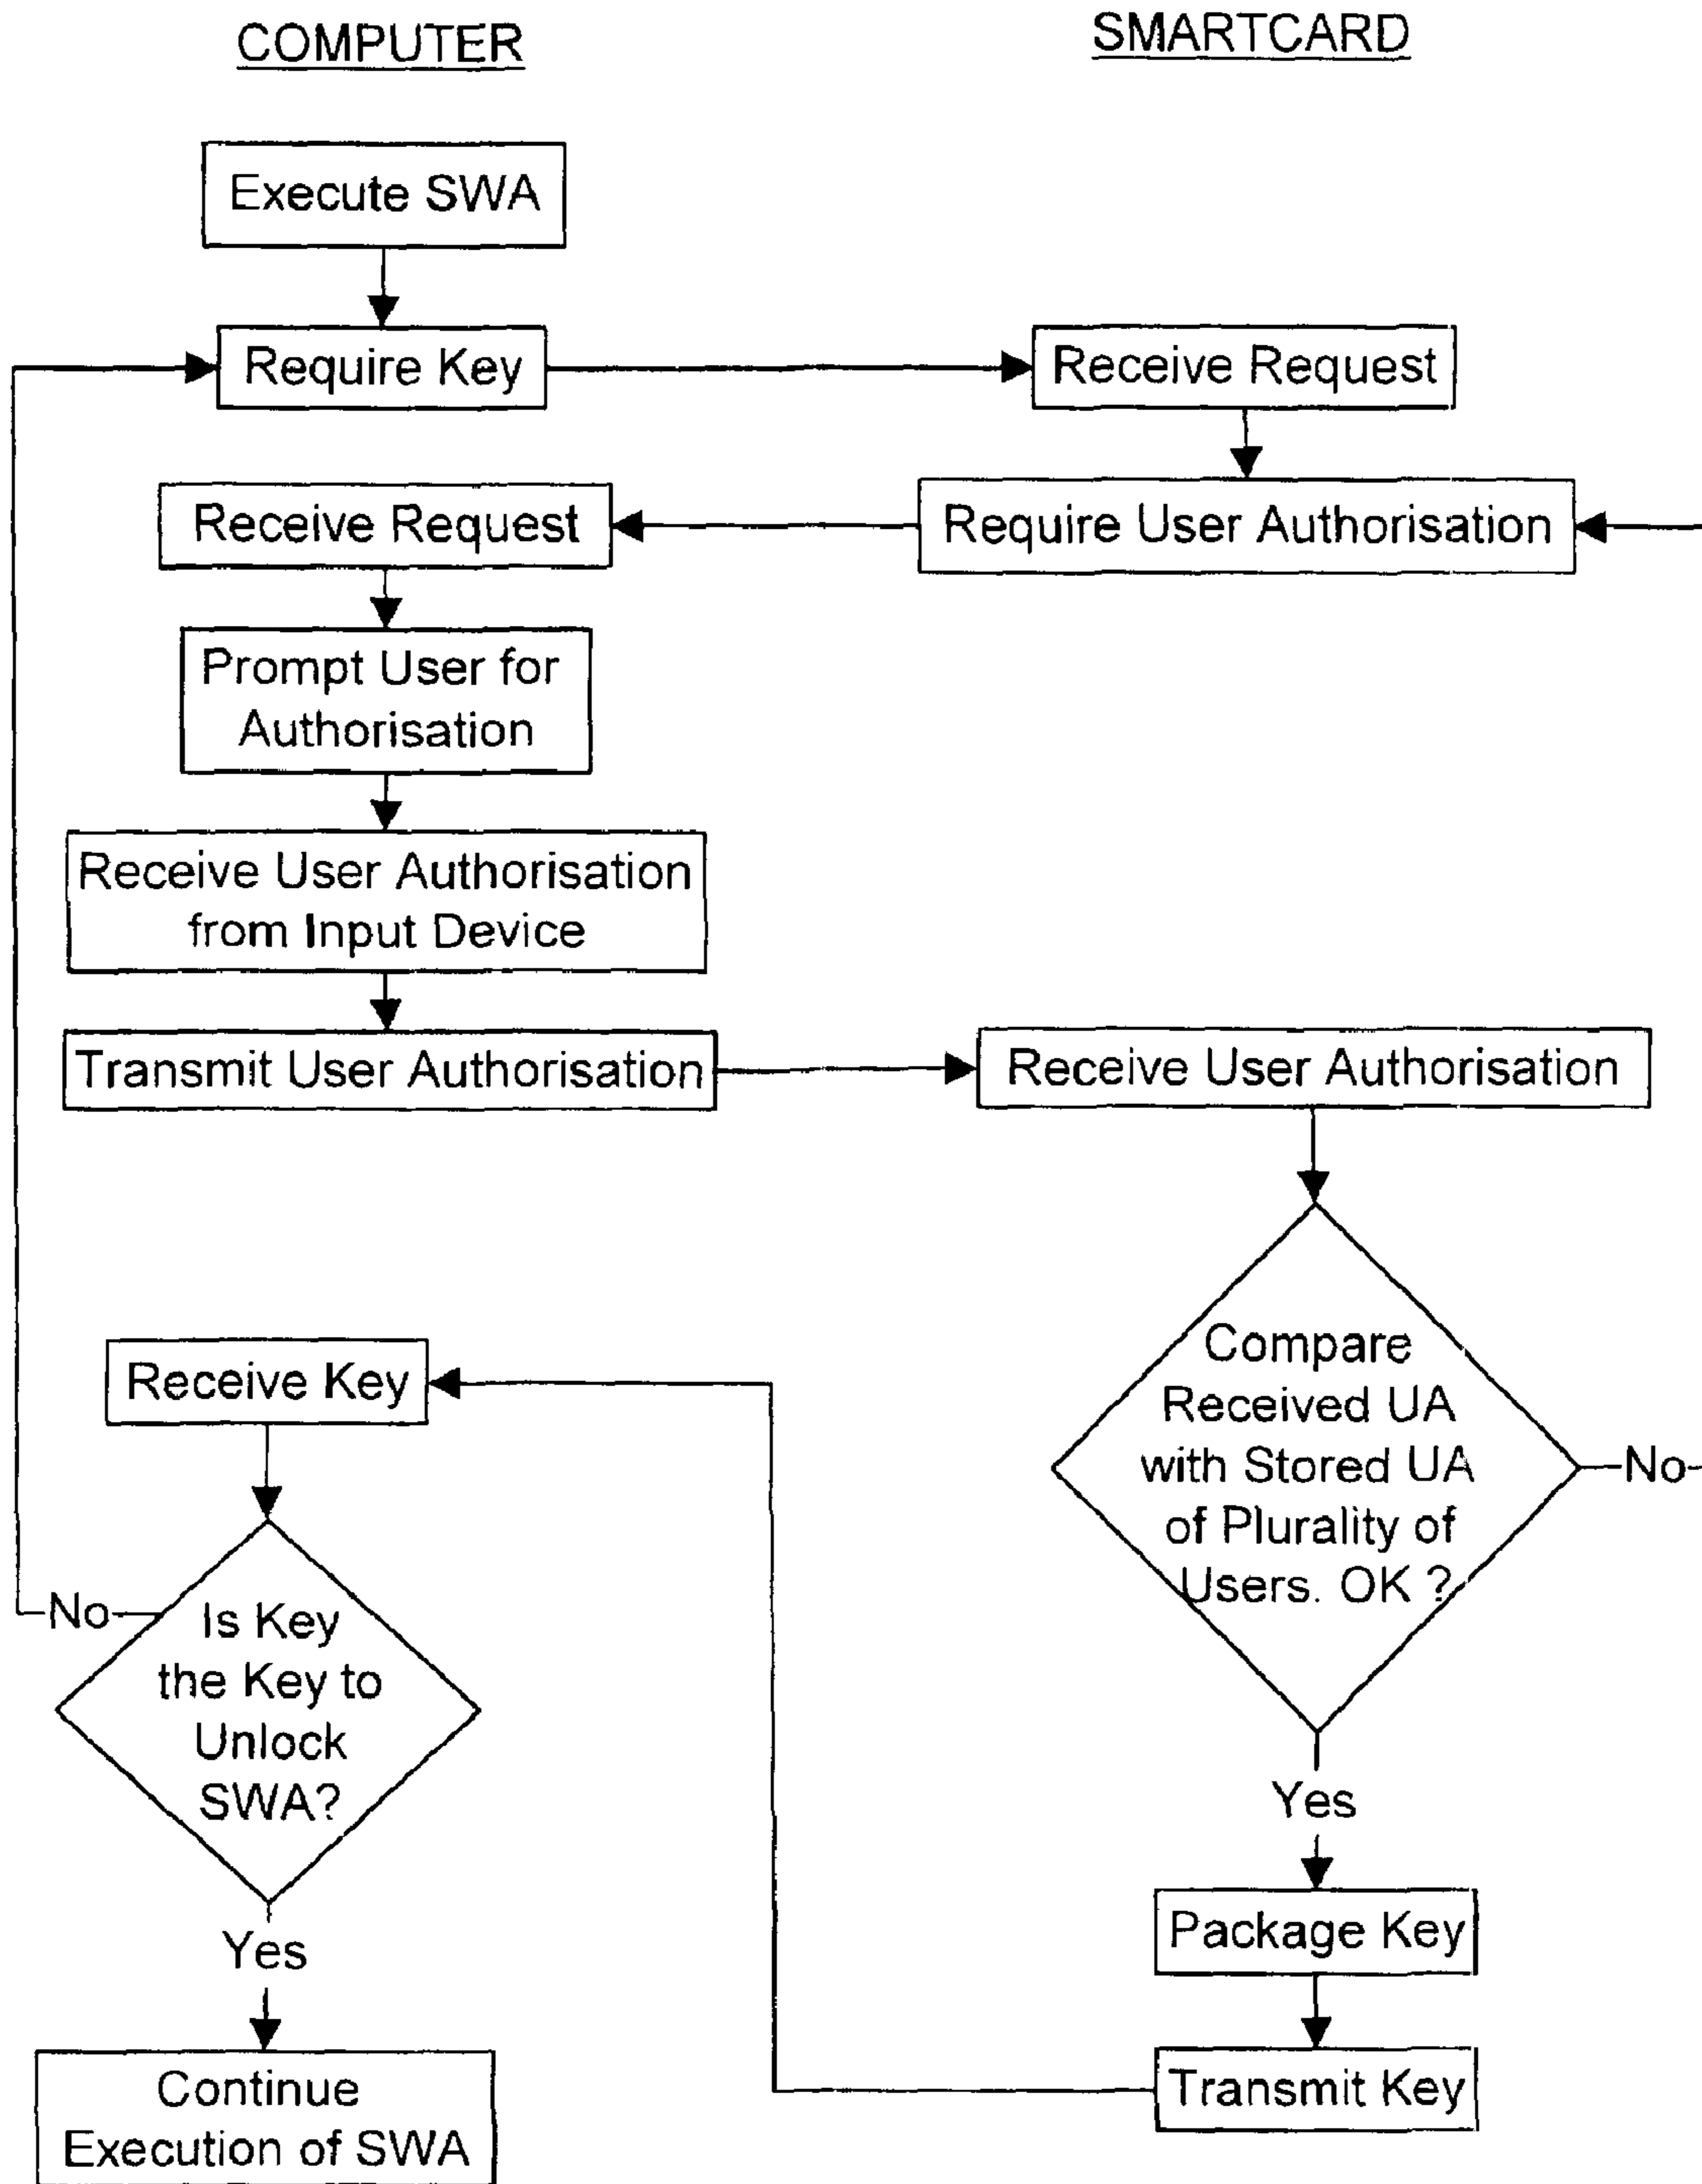 COMPUTER
SMARTCARD
Execute SWA
Require Key
Receive Request
Receive Request
Require User Authorisation
Prompt User for
Authorisation
Receive User Authorisation
from Input Device
Transmit User Authorisation
Receive User Authorisation
Compare
Received UA
with Stored UA
of Plurality of
Users. OK ?
No
Yes
Package Key
Transmit Key
Receive Key
Is Key
the Key to
Unlock
SWA?
No
Yes
Continue
Execution of SWA